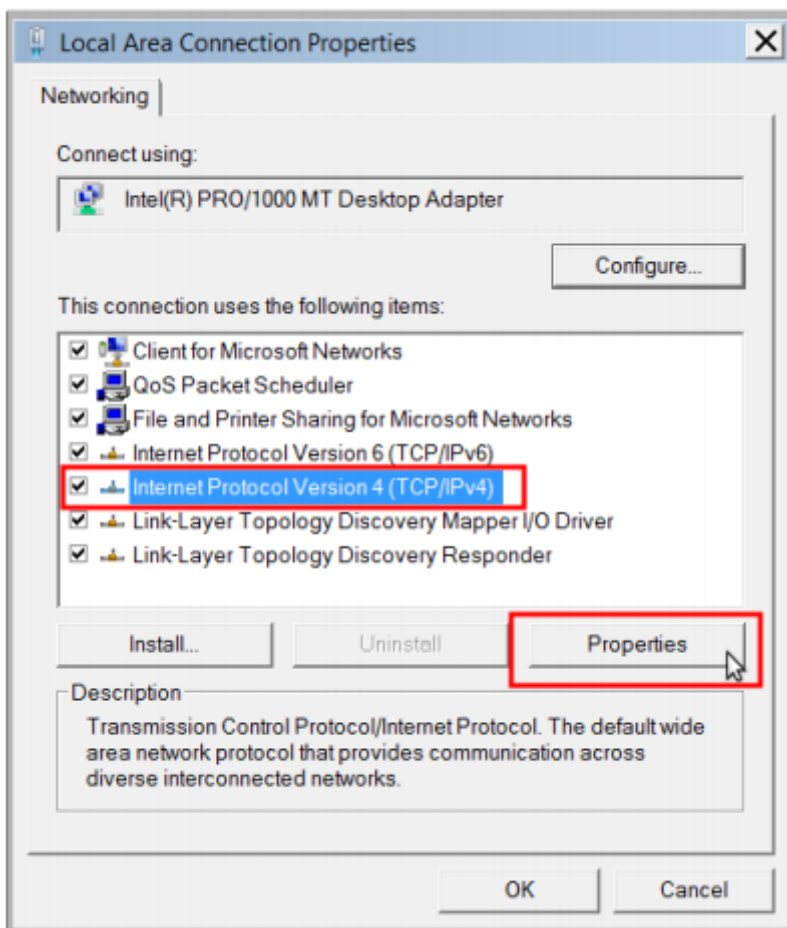 Local Area Connection Properties
Networking
Connect using:
Intel(R) PRO/1000 MT Desktop Adapter
Configure...
This connection uses the following items:
Client for Microsoft Networks
QoS Packet Scheduler
File and Printer Sharing for Microsoft Networks
Internet Protocol Version 6 (TCP/IPv6)
Internet Protocol Version 4 (TCP/IPv4)
Link-Layer Topology Discovery Mapper I/O Driver
Link-Layer Topology Discovery Responder
Install...
Uninstall
Properties
Description
Transmission Control Protocol/Internet Protocol. The default wide
area network protocol that provides communication across
diverse interconnected networks.
OK
Cancel